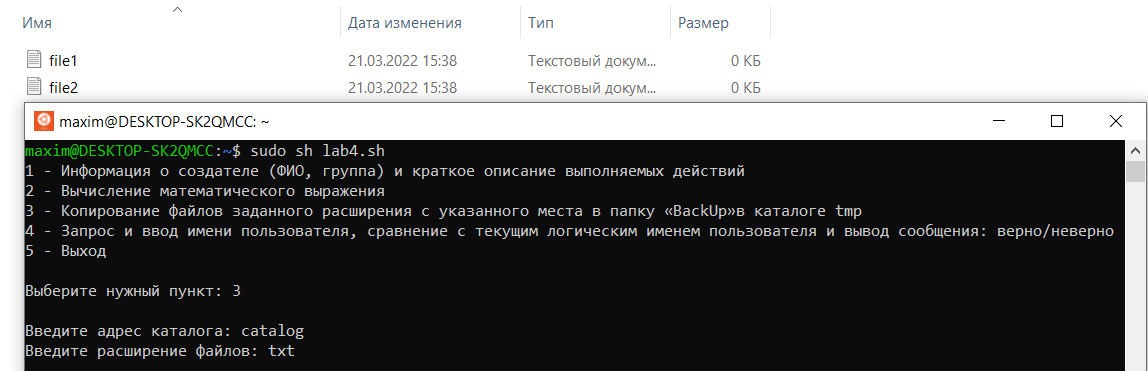 Имя Дата изменения Тип Размер
file1 21.03.2022 15:38 Текстовый докум... 0 КБ
file2 21.03.2022 15:38 Текстовый докум... 0 КБ
maxim@DESKTOP-SK2QMCC: ~
maxim@DESKTOP-SK2QMCC:~$ sudo sh lab4.sh
1 - Информация о создателе (ФИО, группа) и краткое описание выполняемых действий
2 - Вычисление математического выражения
3 - Копирование файлов заданного расширения с указанного места в папку «BackUp»в каталоге tmp
4 - Запрос и ввод имени пользователя, сравнение с текущим логическим именем пользователя и вывод сообщения: верно/неверно
5 - Выход
Выберите нужный пункт: 3
Введите адрес каталога: catalog
Введите расширение файлов: txt